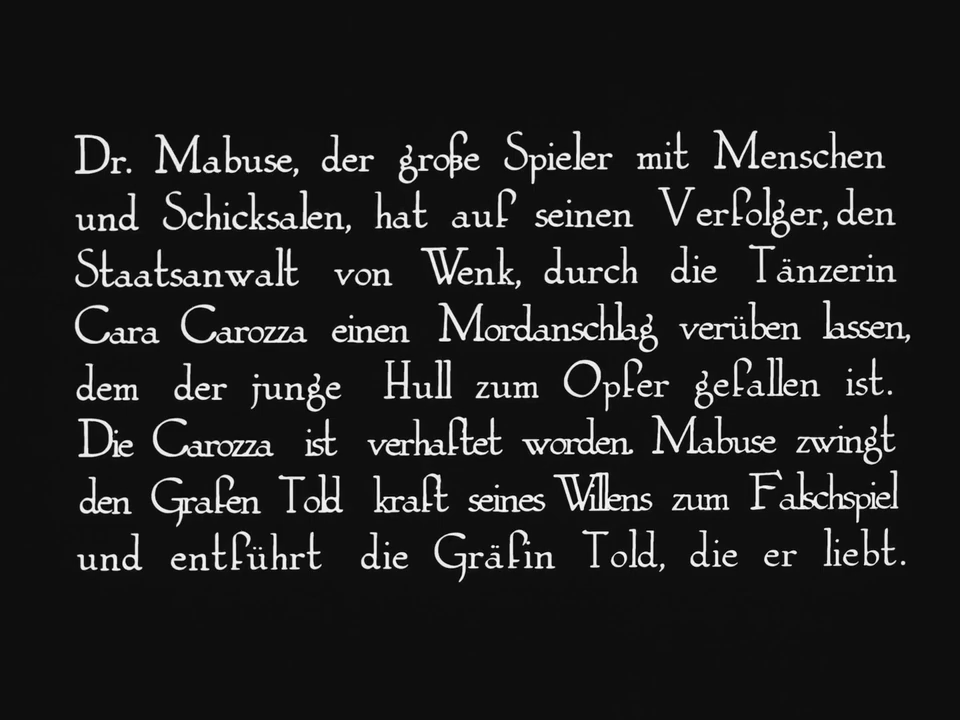 Dr. Mabuse, der große Spieler mit Menschen
und Schicksalen, hat auf seinen Verfolger, den
Staatsanwalt von Wenk, durch die Tänzerin
Cara Carozza einen Mordanschlag verüben lassen,
dem der junge Hull zum Opfer gefallen ist.
Die Carozza ist verhaftet worden. Mabuse zwingt
den Grafen Told kraft seines Willens zum Falschspiel
und entführt die Gräfin Told, die er liebt.